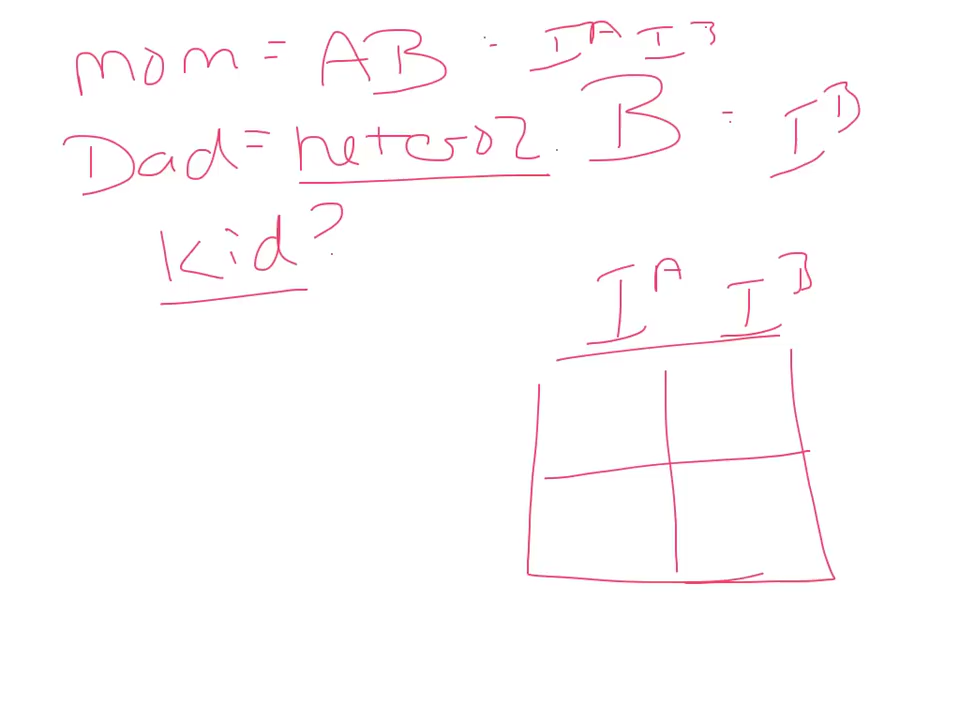 mom = AB - I^A I^B
Dad = heteroz. B = I^B
kid?
I^A I^B